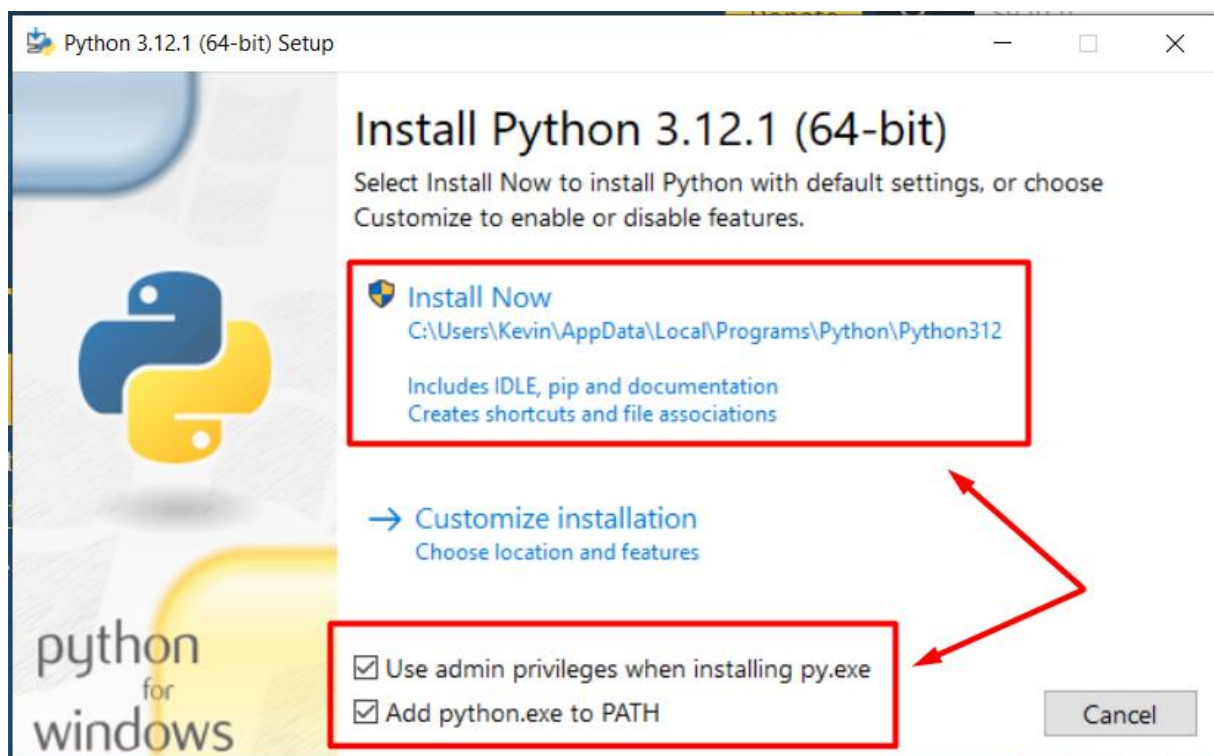 Python 3.12.1 (64-bit) Setup
Install Python 3.12.1 (64-bit)
Select Install Now to install Python with default settings, or choose
Customize to enable or disable features.
Install Now
C:\Users\Kevin\AppData\Local\Programs\Python\Python312
Includes IDLE, pip and documentation
Creates shortcuts and file associations
Customize installation
Choose location and features
Use admin privileges when installing py.exe
Add python.exe to PATH
Cancel
python
for
windows